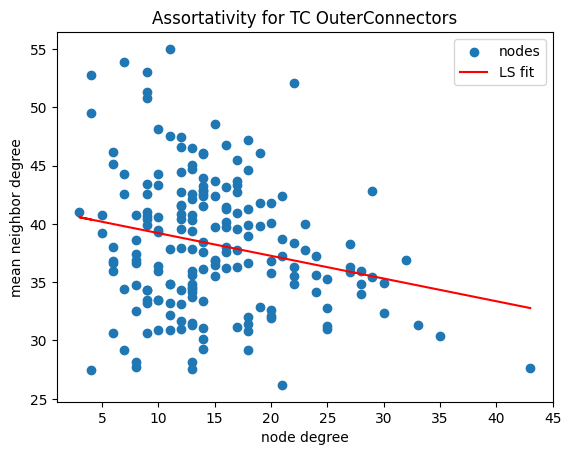 Assortativity for TC OuterConnectors
nodes
LS fit
mean neighbor degree
55
50
45
40
35
30
25
5 10 15 20 25 30 35 40 45
node degree